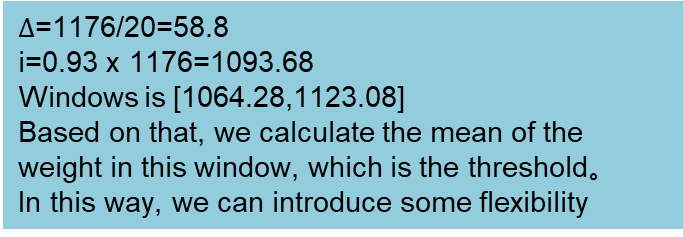 Δ=1176/20=58.8
i=0.93 x 1176=1093.68
Windows is [1064.28,1123.08]
Based on that, we calculate the mean of the
weight in this window, which is the threshold。
In this way, we can introduce some flexibility